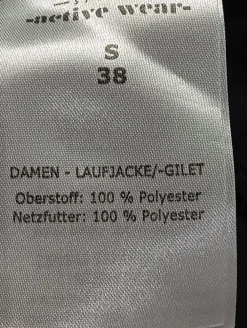 -active wear-
S
38
DAMEN - LAUFJACKE/-GILET
Oberstoff: 100 % Polyester
Netzfutter: 100 % Polyester